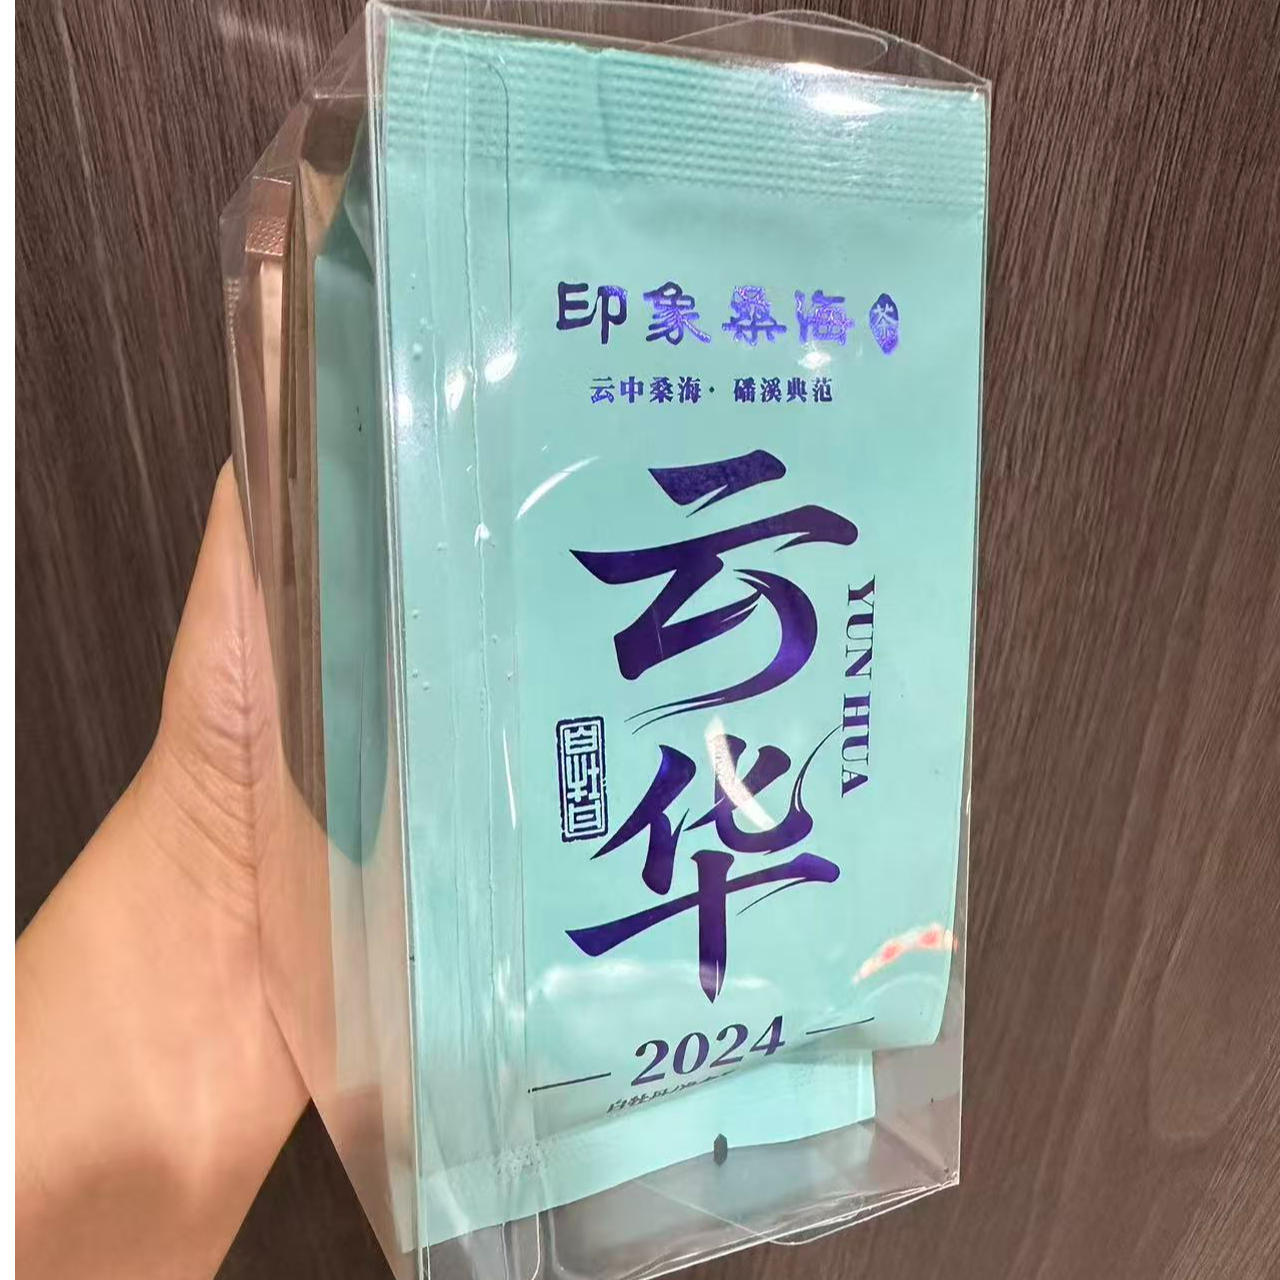 印象桑海 茶
云中桑海·磻溪典范
云华
YUN HUA
白牡丹
2024